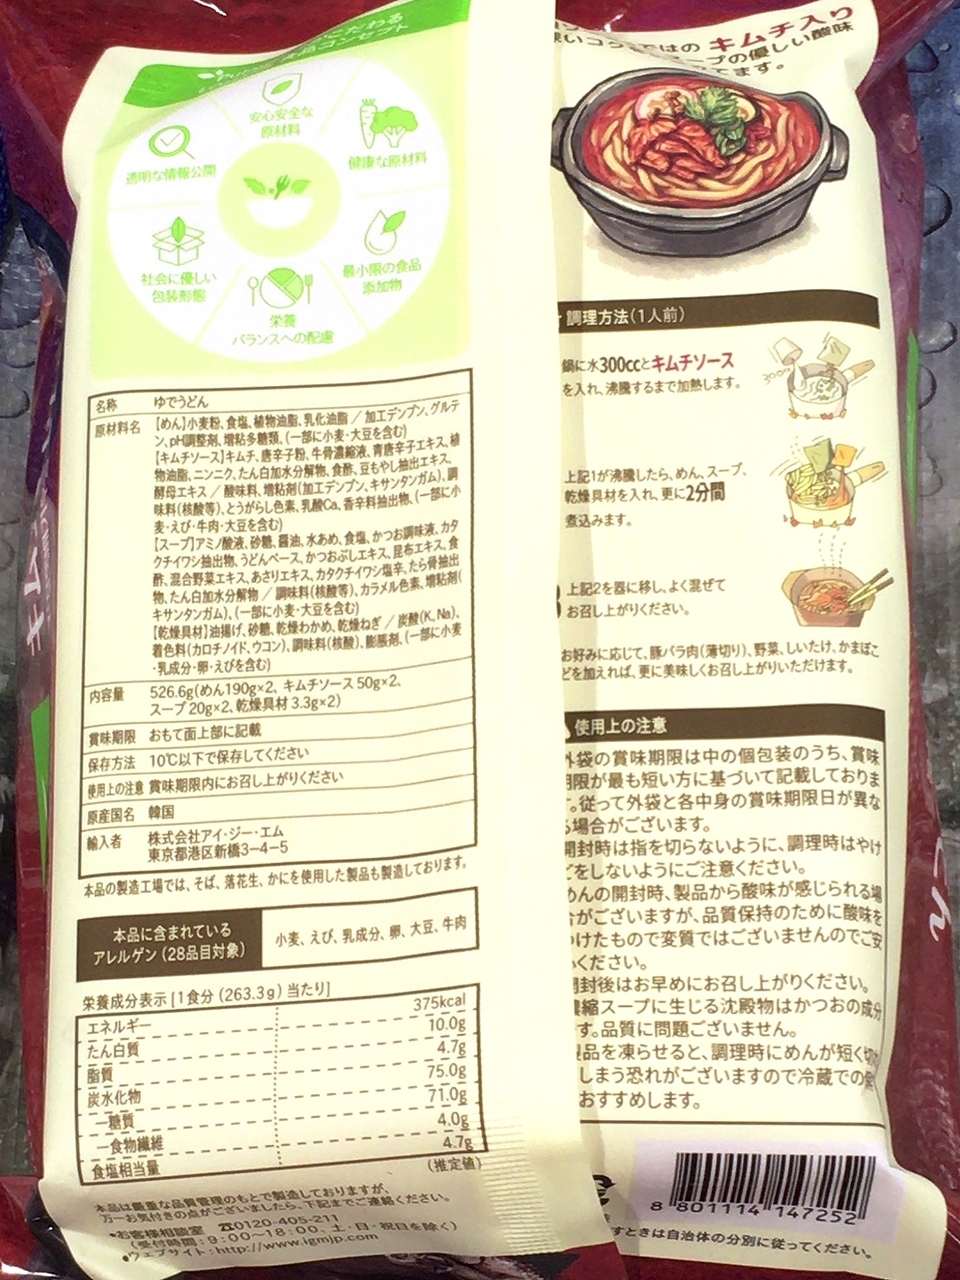 こだわる
食品コンセプト
安心安全な
原材料
健康な原材料
透明な情報公開
最小限の食品
添加物
社会に優しい
包装形態
栄養
バランスへの配慮
名称 ゆでうどん
原材料名 【めん】小麦粉、食塩、植物油脂、乳化油脂 / 加工デンプン、グルテ
ン、pH調整剤、増粘多糖類、(一部に小麦・大豆を含む)
【キムチソース】キムチ、唐辛子粉、牛骨濃縮液、青唐辛子エキス、植
物油脂、ニンニク、たん白加水分解物、食酢、豆もやし抽出エキス、
酵母エキス / 酸味料、増粘剤(加工デンプン、キサンタンガム)、調
味料(核酸等)、とうがらし色素、乳酸Ca、香辛料抽出物、(一部に小
麦・えび・牛肉・大豆を含む)
【スープ】アミノ酸液、砂糖、醤油、水あめ、食塩、かつお調味液、カタ
クチイワシ抽出物、うどんベース、かつおぶしエキス、昆布エキス、食
酢、混合野菜エキス、あさりエキス、カタクチイワシ塩辛、たら骨抽出
物、たん白加水分解物 / 調味料(核酸等)、カラメル色素、増粘剤(
キサンタンガム)、(一部に小麦・大豆を含む)
【乾燥具材】油揚げ、砂糖、乾燥わかめ、乾燥ねぎ / 炭酸(K、Na)、
着色料(カロチノイド、ウコン)、調味料(核酸)、膨脹剤、(一部に小麦
・乳成分・卵・えびを含む)
内容量 526.6g(めん190g×2、キムチソース50g×2、
スープ20g×2、乾燥具材3.3g×2)
賞味期限 おもて面上部に記載
保存方法 10℃以下で保存してください
使用上の注意 賞味期限内にお召し上がりください
原産国名 韓国
輸入者 株式会社アイ・ジー・エム
東京都港区新橋3-4-5
本品の製造工場では、そば、落花生、かにを使用した製品も製造しております。
本品に含まれている
アレルゲン(28品目対象)
小麦、えび、乳成分、卵、大豆、牛肉
栄養成分表示[1食分(263.3g)当たり]
エネルギー 375kcal
たん白質 10.0g
脂質 4.7g
炭水化物 75.0g
－糖質 71.0g
－食物繊維 4.0g
食塩相当量 4.7g
(推定値)
本品は厳重な品質管理のもとで製造しておりますが、
万一お気付きの点がございましたら、下記までご連絡ください。
●お客様相談室 0120-405-211
(受付時間:9:00〜18:00、土・日・祝日を除く)
●ウェブサイト:http://www.igmjp.com
深いコク ではの キムチ入り
スープの優しい酸味
てます。
調理方法(1人前)
鍋に水300ccとキムチソース
を入れ、沸騰するまで加熱します。
300cc
上記1が沸騰したら、めん、スープ、
乾燥具材を入れ、更に2分間
煮込みます。
上記2を器に移し、よく混ぜて
お召し上がりください。
お好みに応じて、豚バラ肉(薄切り)、野菜、しいたけ、かまぼこ
どを加えれば、更に美味しくお召し上がりいただけます。
使用上の注意
外袋の賞味期限は中の個包装のうち、賞味
期限が最も短い方に基づいて記載しておりま
す。従って外袋と各中身の賞味期限日が異な
る場合がございます。
開封時は指を切らないように、調理時はやけ
どをしないようにご注意ください。
めんの開封時、製品から酸味が感じられる場
合がございますが、品質保持のために酸味を
つけたもので変質ではございませんのでご安
心ください。
開封後はお早めにお召し上がりください。
濃縮スープに生じる沈殿物はかつおの成分
です。品質に問題ございません。
製品を凍らせると、調理時にめんが短く切れ
しまう恐れがございますので冷蔵での
おすすめします。
8 801114 147252
すときは自治体の分別に従ってください。